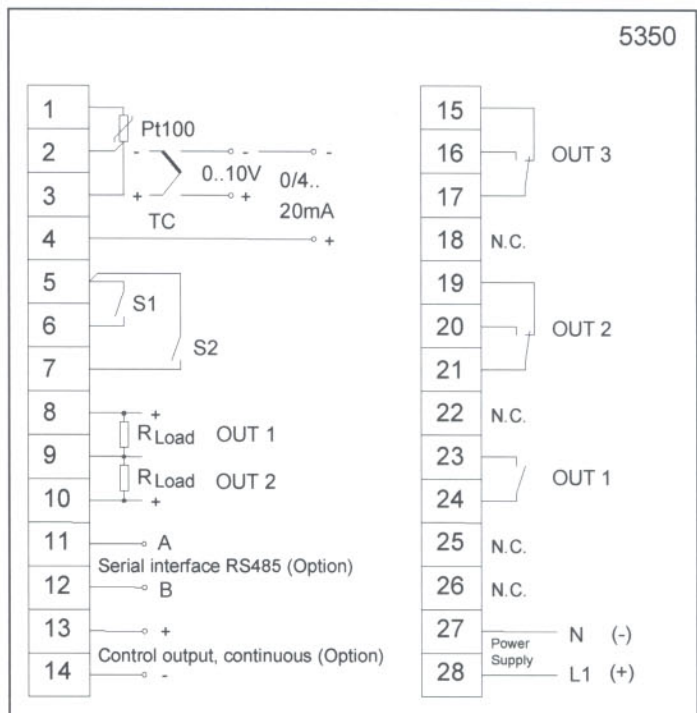 5350
1
2
3
4
5
6
7
8
9
10
11
12
13
14
Pt100
- - -
0..10V
0/4..
+ +
20mA
TC
+
S1
S2
+
RLoad OUT 1
RLoad OUT 2
+
A
Serial interface RS485 (Option)
B
+
Control output, continuous (Option)
-
15
16
17
18
19
20
21
22
23
24
25
26
27
28
OUT 3
N.C.
OUT 2
N.C.
OUT 1
N.C.
N.C.
Power
Supply
N (-)
L1 (+)